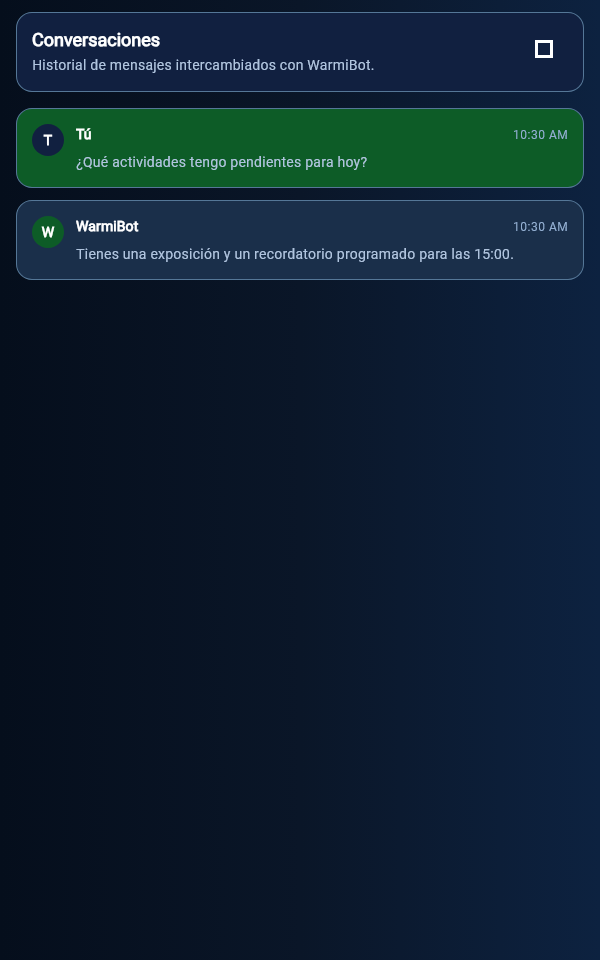 Conversaciones
Historial de mensajes intercambiados con WarmiBot.
T
Tú
10:30 AM
¿Qué actividades tengo pendientes para hoy?
W
WarmiBot
10:30 AM
Tienes una exposición y un recordatorio programado para las 15:00.